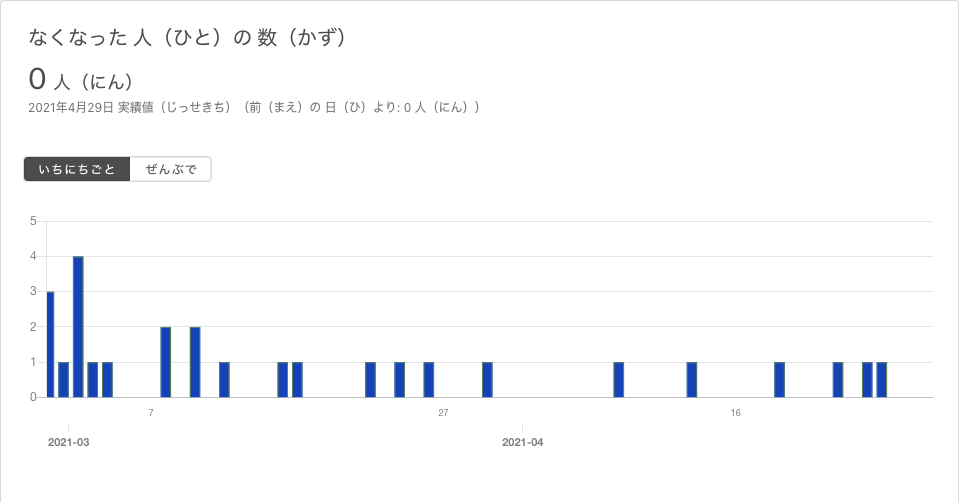 なくなった 人（ひと）の 数（かず）
0 人（にん）
2021年4月29日 実績値（じっせきち）（前（まえ）の 日（ひ）より: 0 人（にん））
いちにちごと ぜんぶで
5
4
3
2
1
0
7 27 16
2021-03 2021-04